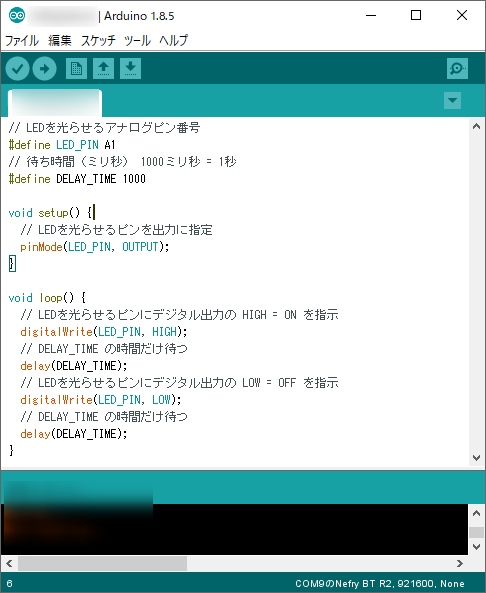 | Arduino 1.8.5
ファイル 編集 スケッチ ツール ヘルプ
// LEDを光らせるアナログピン番号
#define LED_PIN A1
// 待ち時間（ミリ秒） 1000ミリ秒 = 1秒
#define DELAY_TIME 1000
void setup() {
// LEDを光らせるピンを出力に指定
pinMode(LED_PIN, OUTPUT);
}
void loop() {
// LEDを光らせるピンにデジタル出力の HIGH = ON を指示
digitalWrite(LED_PIN, HIGH);
// DELAY_TIME の時間だけ待つ
delay(DELAY_TIME);
// LEDを光らせるピンにデジタル出力の LOW = OFF を指示
digitalWrite(LED_PIN, LOW);
// DELAY_TIME の時間だけ待つ
delay(DELAY_TIME);
}
6 COM9のNefry BT R2, 921600, None